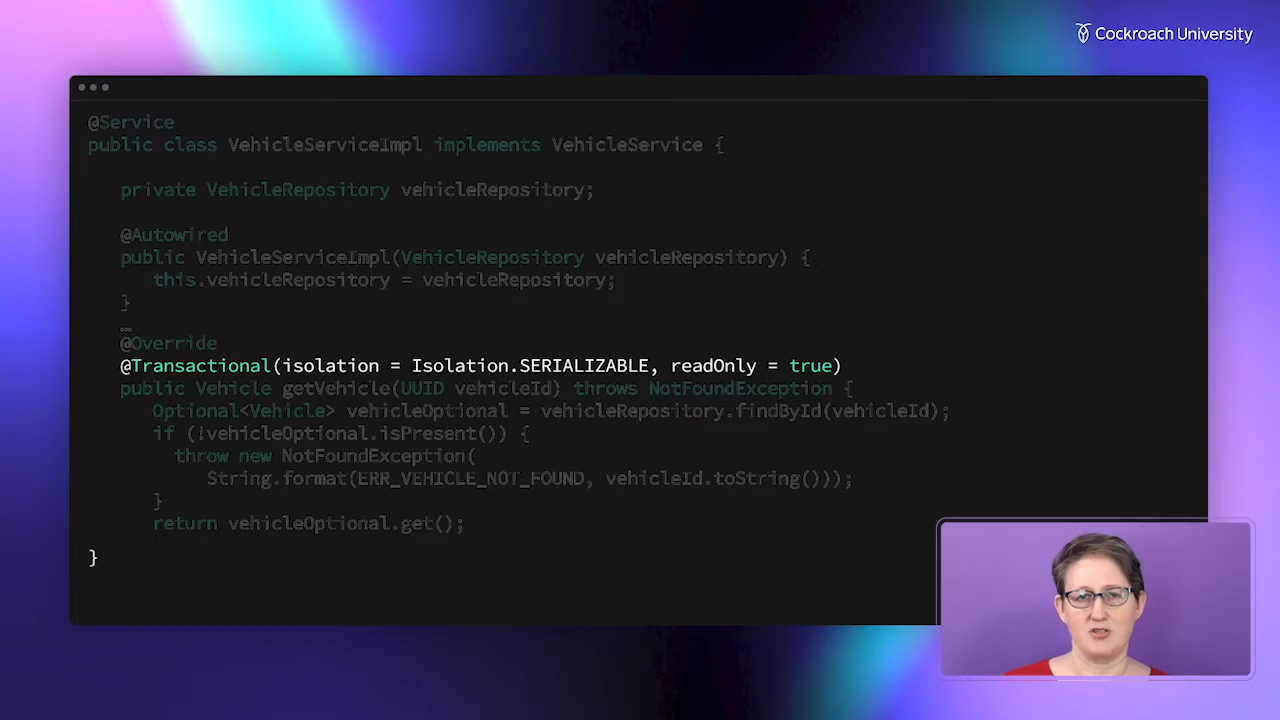 Cockroach University
@Service
public class VehicleServiceImpl implements VehicleService {
private VehicleRepository vehicleRepository;
@Autowired
public VehicleServiceImpl(VehicleRepository vehicleRepository) {
this.vehicleRepository = vehicleRepository;
}
…
@Override
@Transactional(isolation = Isolation.SERIALIZABLE, readOnly = true)
public Vehicle getVehicle(UUID vehicleId) throws NotFoundException {
Optional<Vehicle> vehicleOptional = vehicleRepository.findById(vehicleId);
if (!vehicleOptional.isPresent()) {
throw new NotFoundException(
String.format(ERR_VEHICLE_NOT_FOUND, vehicleId.toString()));
}
return vehicleOptional.get();
}